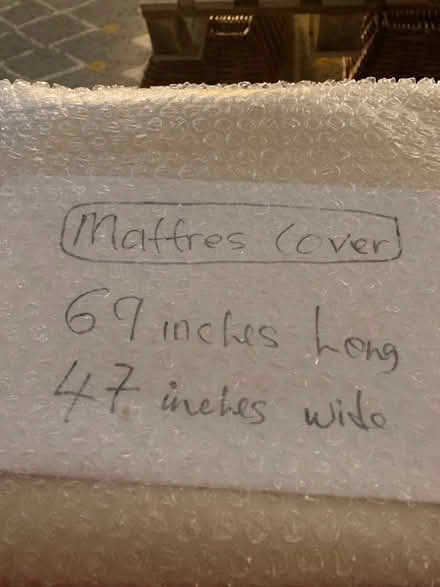 Mattres Cover
69 inches Long
47 inches wide